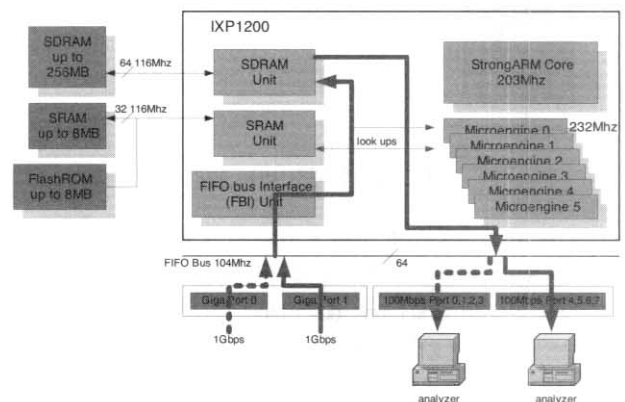 IXP1200
SDRAM
up to
256MB
64 116Mhz
SDRAM
Unit
StrongARM Core
203Mhz
SRAM
up to 8MB
32 116Mhz
SRAM
Unit
look ups
Microengine 0
232Mhz
Microengine 1
Microengine 2
Microengine 3
Microengine 4
Microengine 5
FlashROM
up to 8MB
FIFO bus Interface
(FBI) Unit
FIFO Bus 104Mhz
64
Giga Port 0
Giga Port 1
100Mbps Port 0,1,2,3
100Mbps Port 4,5,6,7
1Gbps
1Gbps
analyzer
analyzer